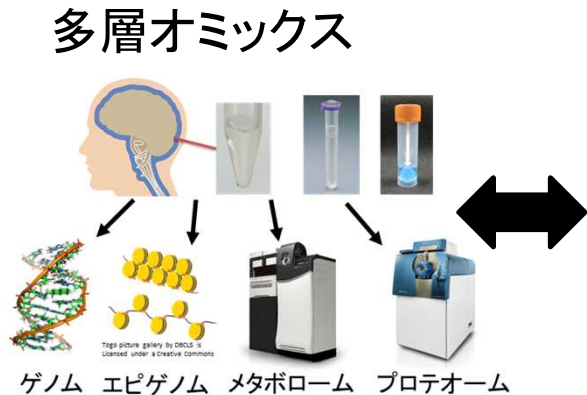 多層オミックス
Togo picture gallery by DBCLS is
Licensed under a Creative Commons
ゲノム エピゲノム メタボローム プロテオーム